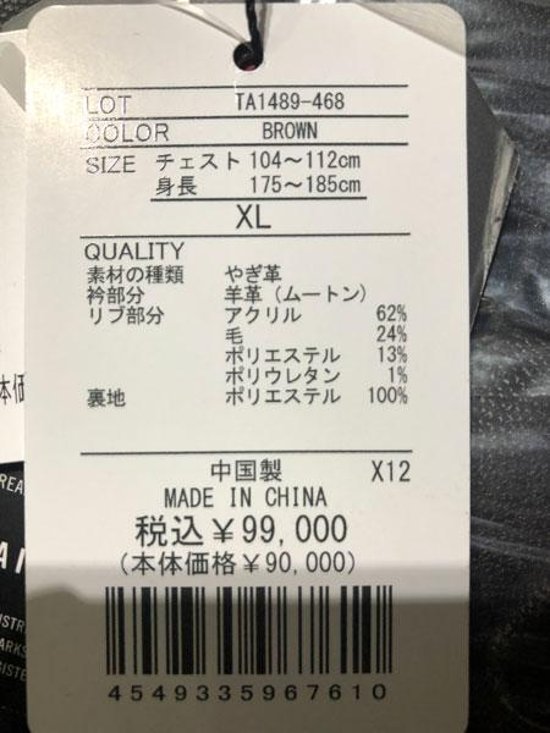 LOT TA1489-468
COLOR BROWN
SIZE チェスト 104～112cm
身長 175～185cm
XL
QUALITY
素材の種類 やぎ革
衿部分 羊革（ムートン）
リブ部分 アクリル 62%
毛 24%
ポリエステル 13%
ポリウレタン 1%
裏地 ポリエステル 100%
中国製 X12
MADE IN CHINA
税込￥99,000
（本体価格￥90,000）
4549335967610
本体価